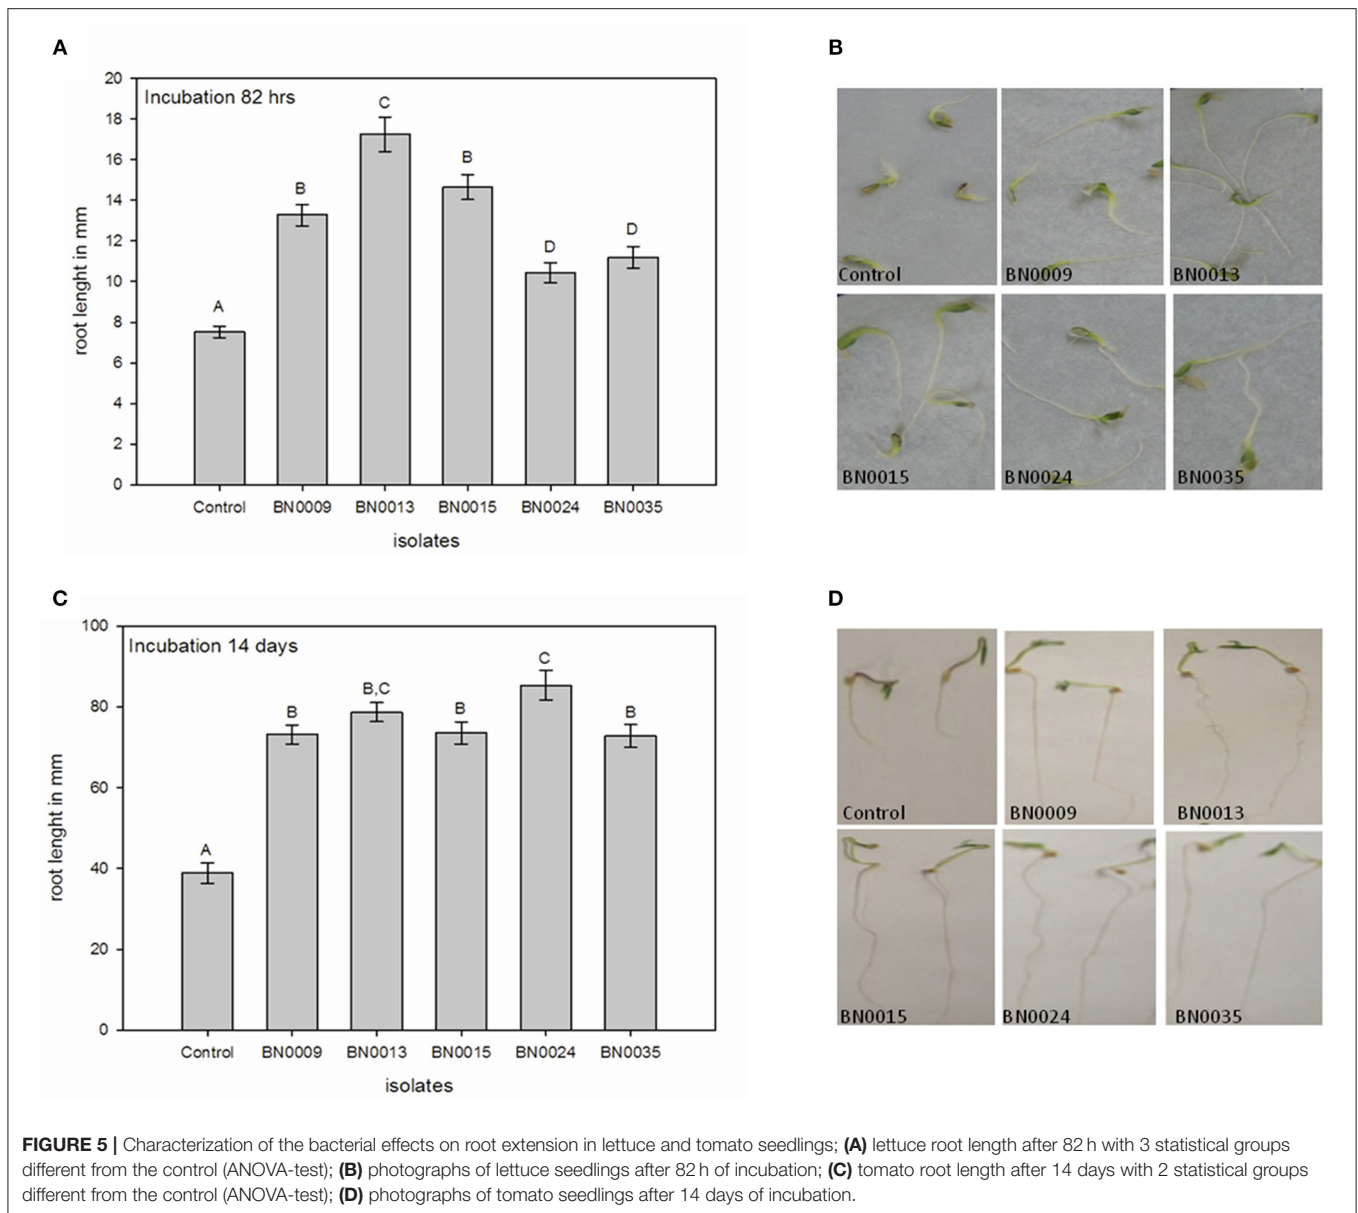 A
Incubation 82 hrs
20
18
16
14
12
10
8
6
4
2
0
root lenght in mm
A
B
C
B
D
D
Control BN0009 BN0013 BN0015 BN0024 BN0035
isolates
B
Control BN0009 BN0013
BN0015 BN0024 BN0035
C
Incubation 14 days
100
80
60
40
20
0
root lenght in mm
A
B
B,C
B
C
B
Control BN0009 BN0013 BN0015 BN0024 BN0035
isolates
D
Control BN0009 BN0013
BN0015 BN0024 BN0035
FIGURE 5 | Characterization of the bacterial effects on root extension in lettuce and tomato seedlings; (A) lettuce root length after 82 h with 3 statistical groups
different from the control (ANOVA-test); (B) photographs of lettuce seedlings after 82 h of incubation; (C) tomato root length after 14 days with 2 statistical groups
different from the control (ANOVA-test); (D) photographs of tomato seedlings after 14 days of incubation.